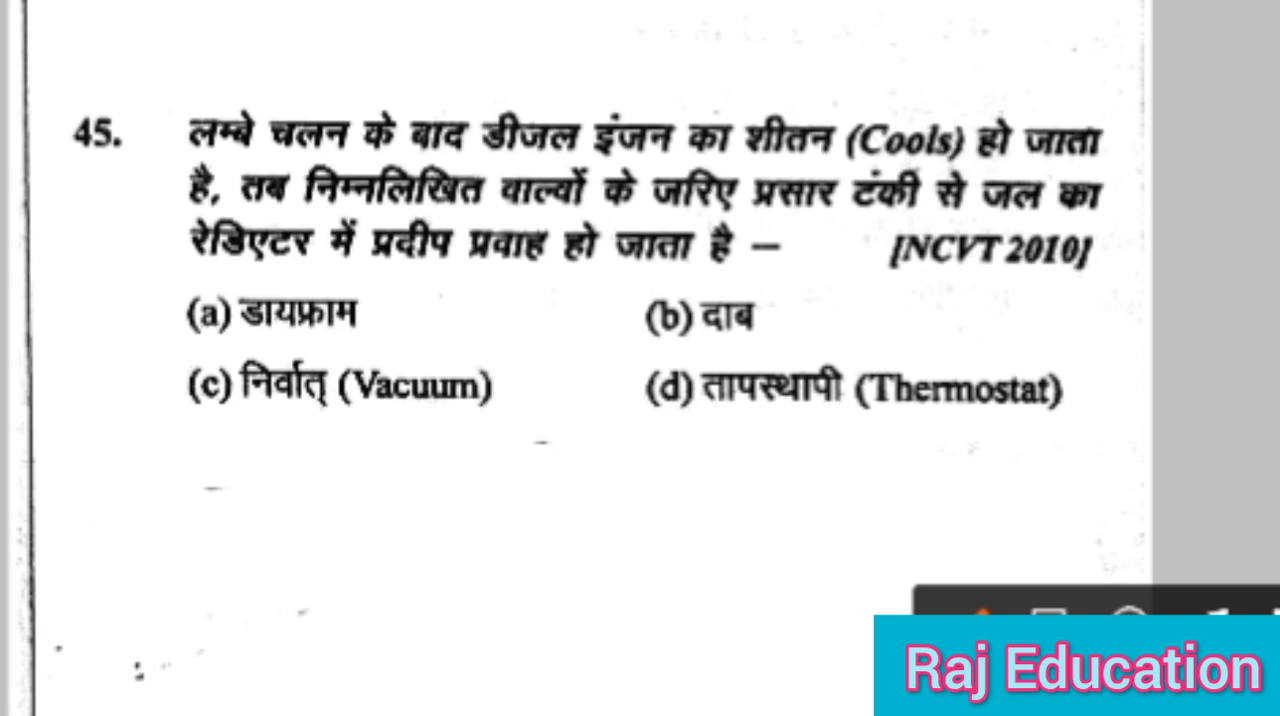 45. लम्बे चलन के बाद डीजल इंजन का शीतन (Cools) हो जाता
है, तब निम्नलिखित वाल्वों के जरिए प्रसार टंकी से जल का
रेडिएटर में प्रदीप प्रवाह हो जाता है – [NCVT 2010]
(a) डायफ्राम (b) दाब
(c) निर्वात् (Vacuum) (d) तापस्थापी (Thermostat)
Raj Education